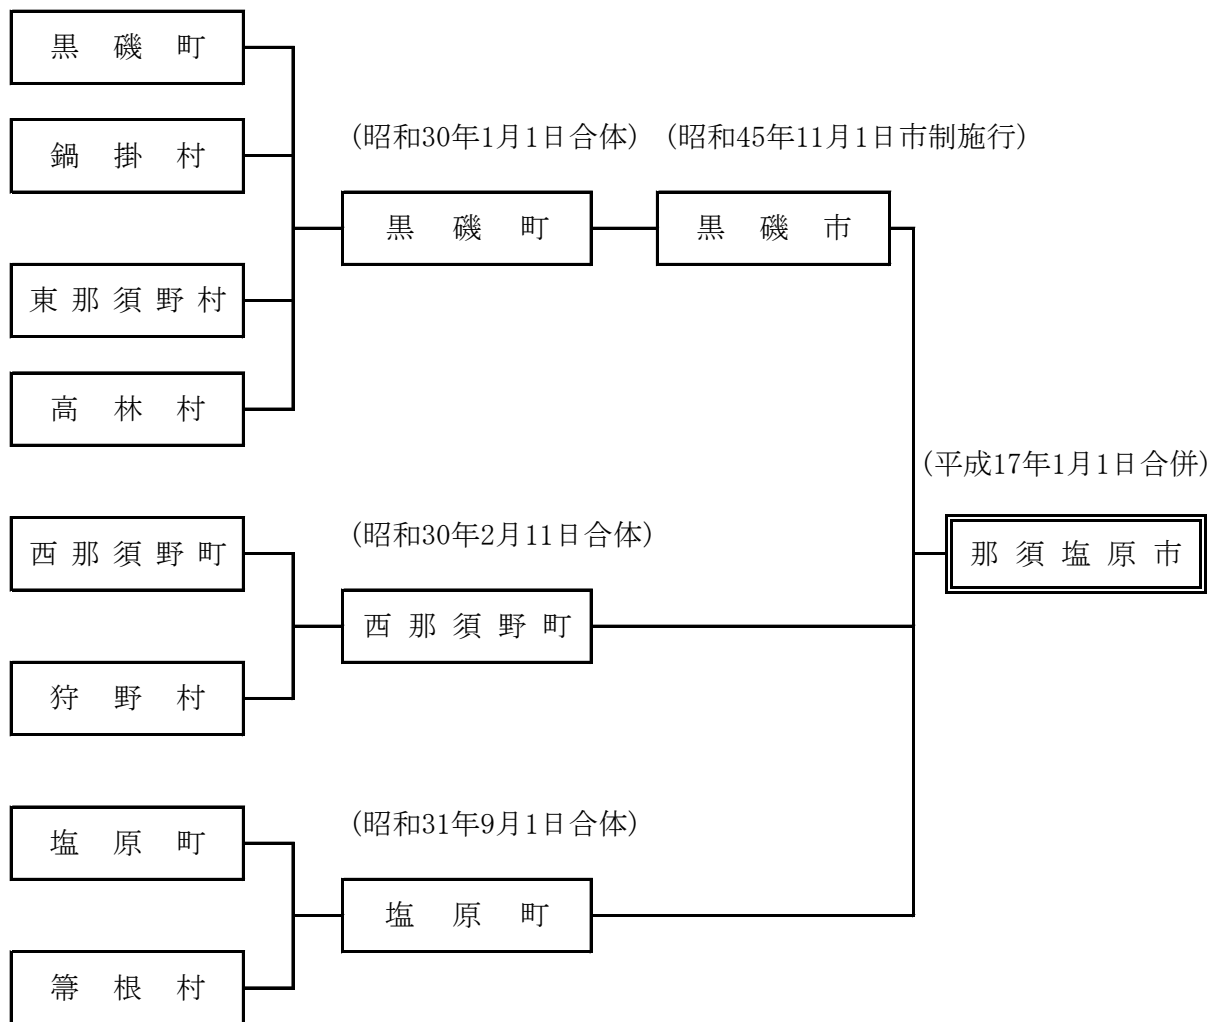 黒磯町
鍋掛村
東那須野村
高林村
(昭和30年1月1日合体) (昭和45年11月1日市制施行)
黒磯町
黒磯市
西那須野町
狩野村
(昭和30年2月11日合体)
西那須野町
塩原町
箒根村
(昭和31年9月1日合体)
塩原町
(平成17年1月1日合併)
那須塩原市